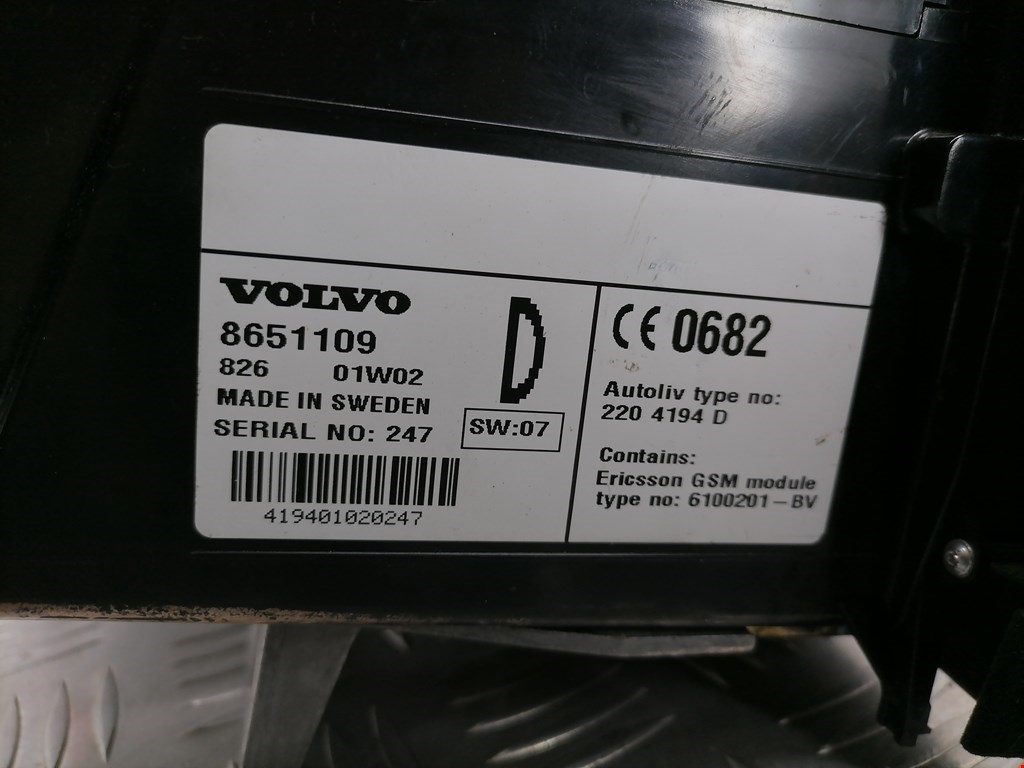 VOLVO
8651109
826 01W02
MADE IN SWEDEN
SERIAL NO: 247
419401020247
D
SW:07
CE 0682
Autoliv type no:
220 4194 D
Contains:
Ericsson GSM module
type no: 6100201-BV